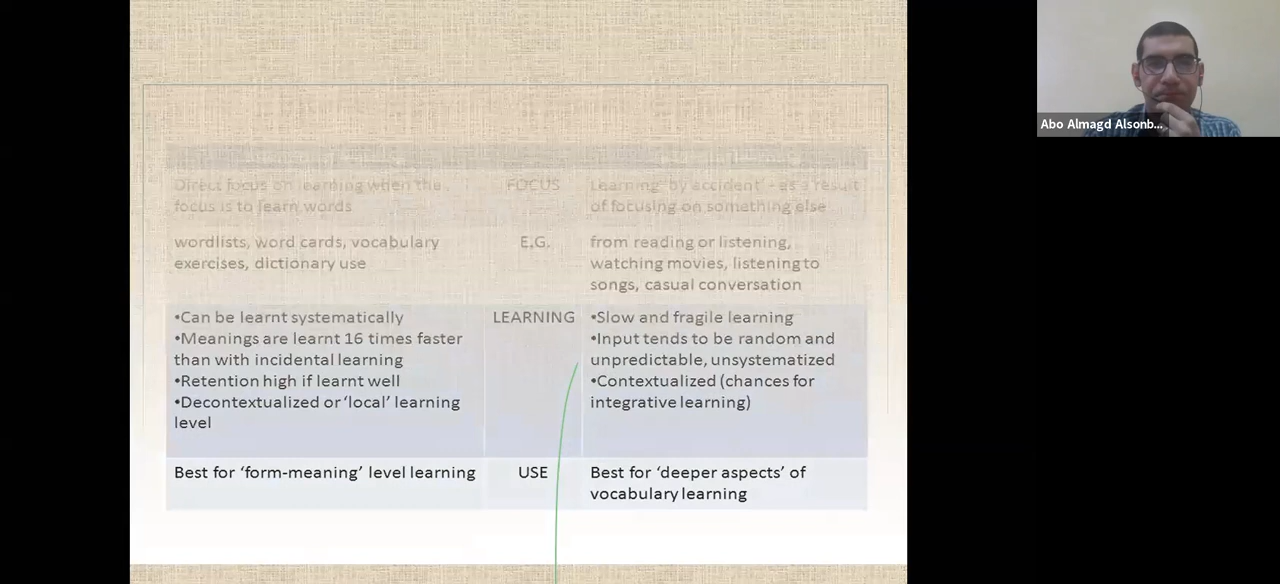 Direct focus on learning when the
focus is to learn words
FOCUS
Learning 'by accident' - as a result
of focusing on something else
wordlists, word cards, vocabulary
exercises, dictionary use
E.G.
from reading or listening,
watching movies, listening to
songs, casual conversation
•Can be learnt systematically
•Meanings are learnt 16 times faster
than with incidental learning
•Retention high if learnt well
•Decontextualized or ‘local’ learning
level
LEARNING
•Slow and fragile learning
•Input tends to be random and
unpredictable, unsystematized
•Contextualized (chances for
integrative learning)
Best for ‘form-meaning’ level learning
USE
Best for ‘deeper aspects’ of
vocabulary learning
Abo Almagd Alsonb...